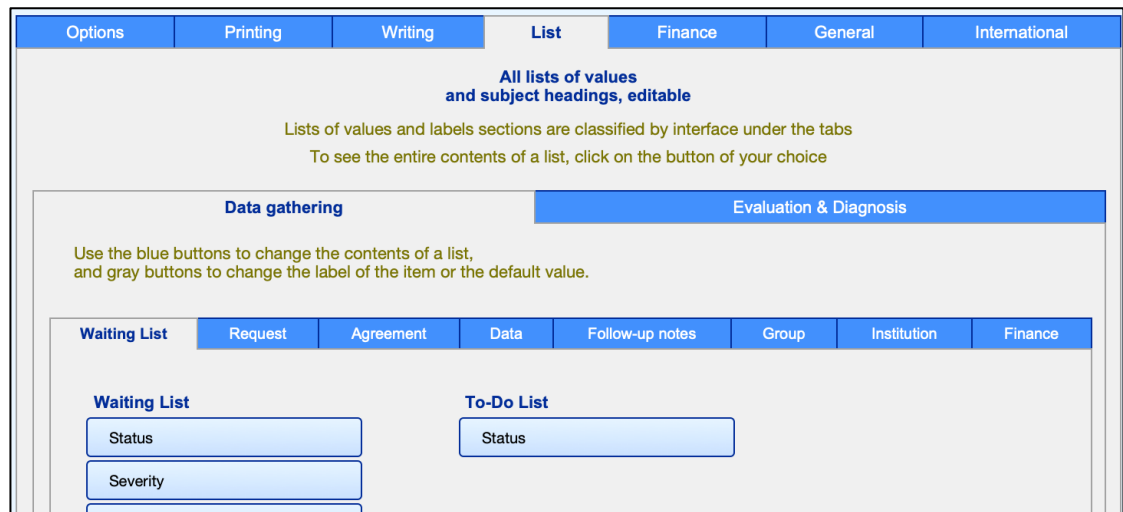 Options Printing Writing List Finance General International
All lists of values
and subject headings, editable
Lists of values and labels sections are classified by interface under the tabs
To see the entire contents of a list, click on the button of your choice
Data gathering Evaluation & Diagnosis
Use the blue buttons to change the contents of a list,
and gray buttons to change the label of the item or the default value.
Waiting List Request Agreement Data Follow-up notes Group Institution Finance
Waiting List To-Do List
Status Status
Severity